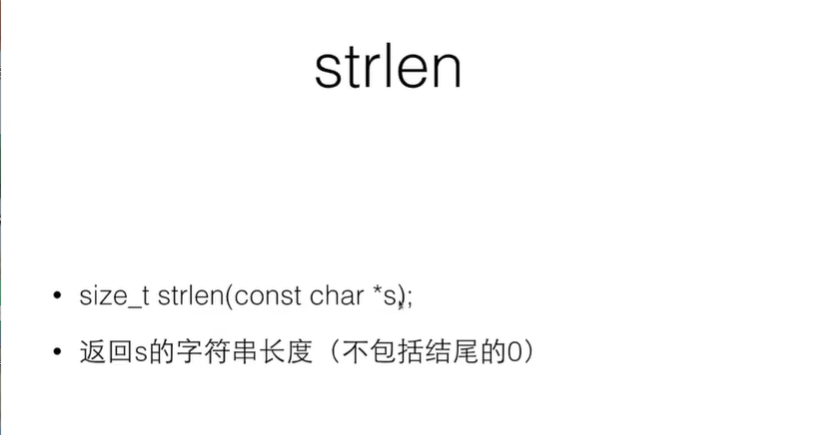 strlen
• size_t strlen(const char *s);
• 返回s的字符串长度（不包括结尾的0）